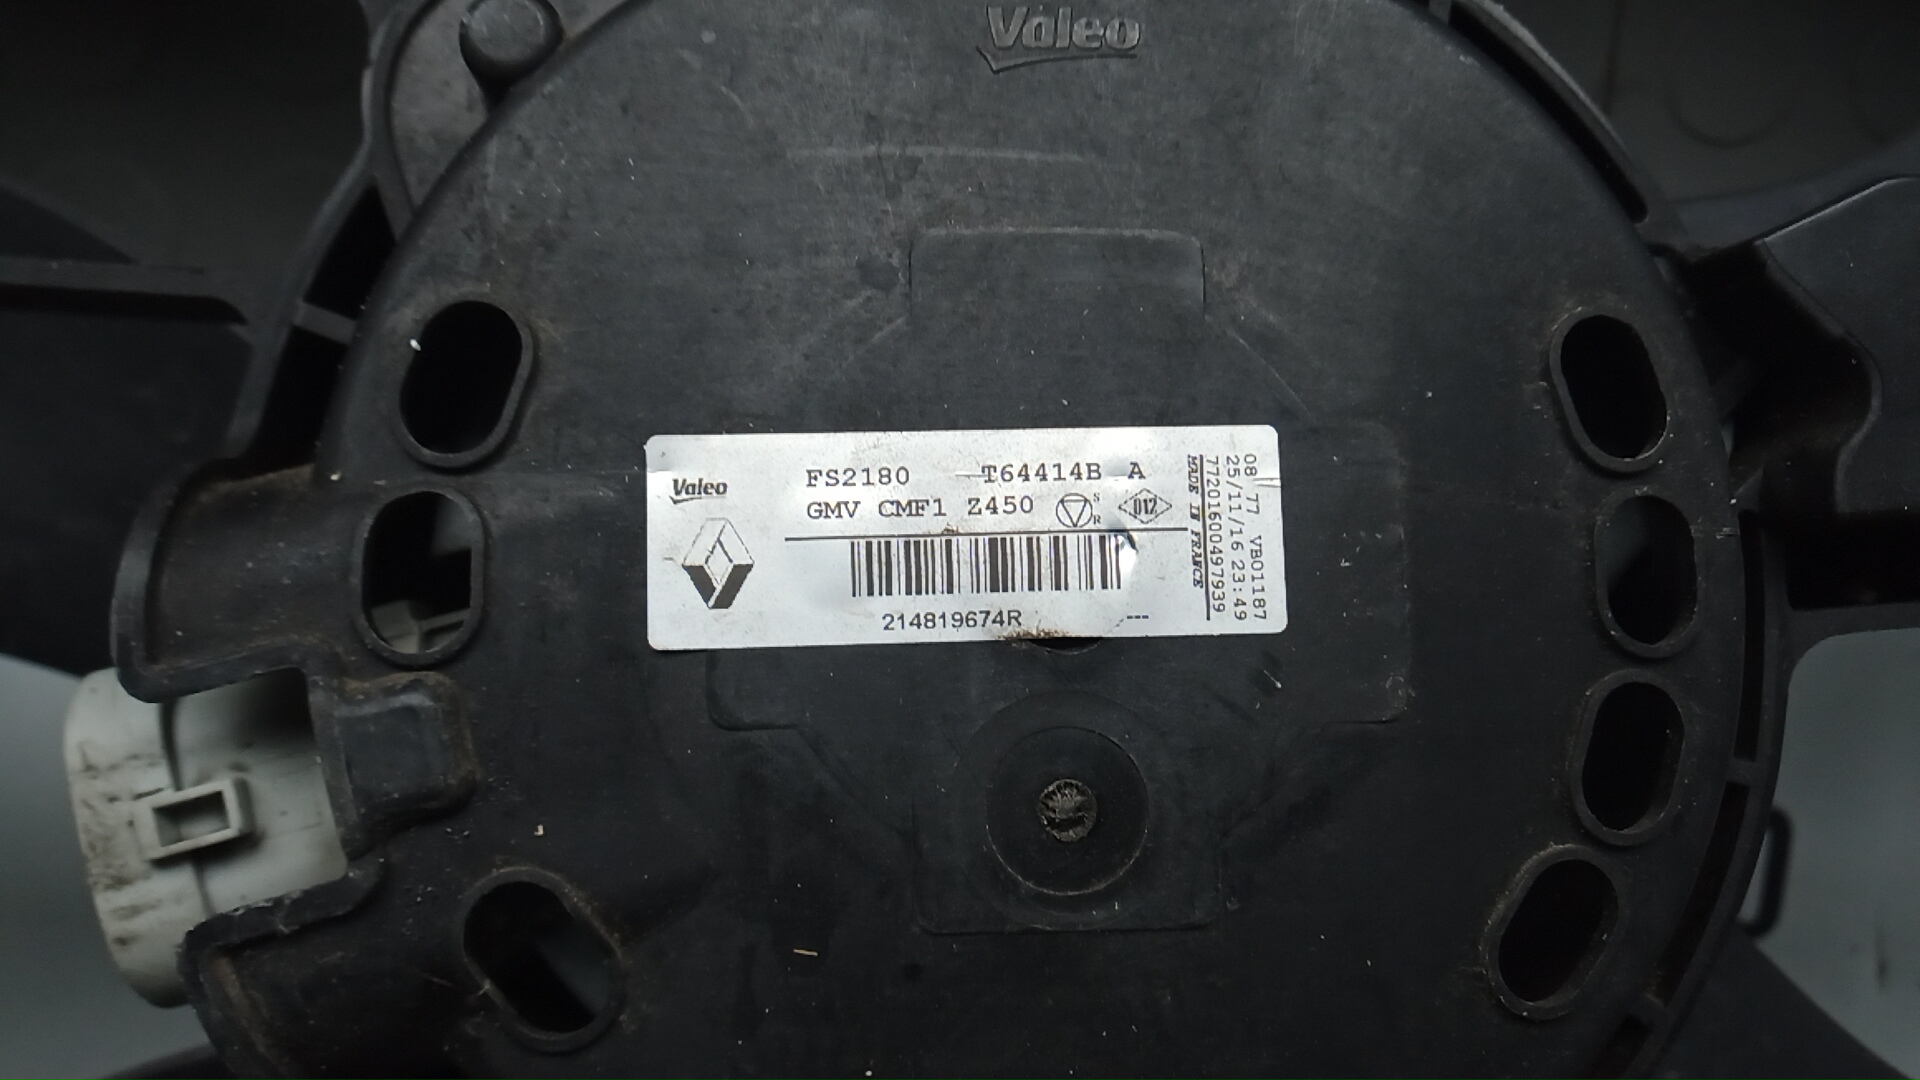 Valeo
Valeo
FS2180 T64414B A
GMV CMF1 Z450 S R D12
214819674R ---
MADE IN FRANCE
7720160049793​9
25/11/16 23:49
08 77 VB01187